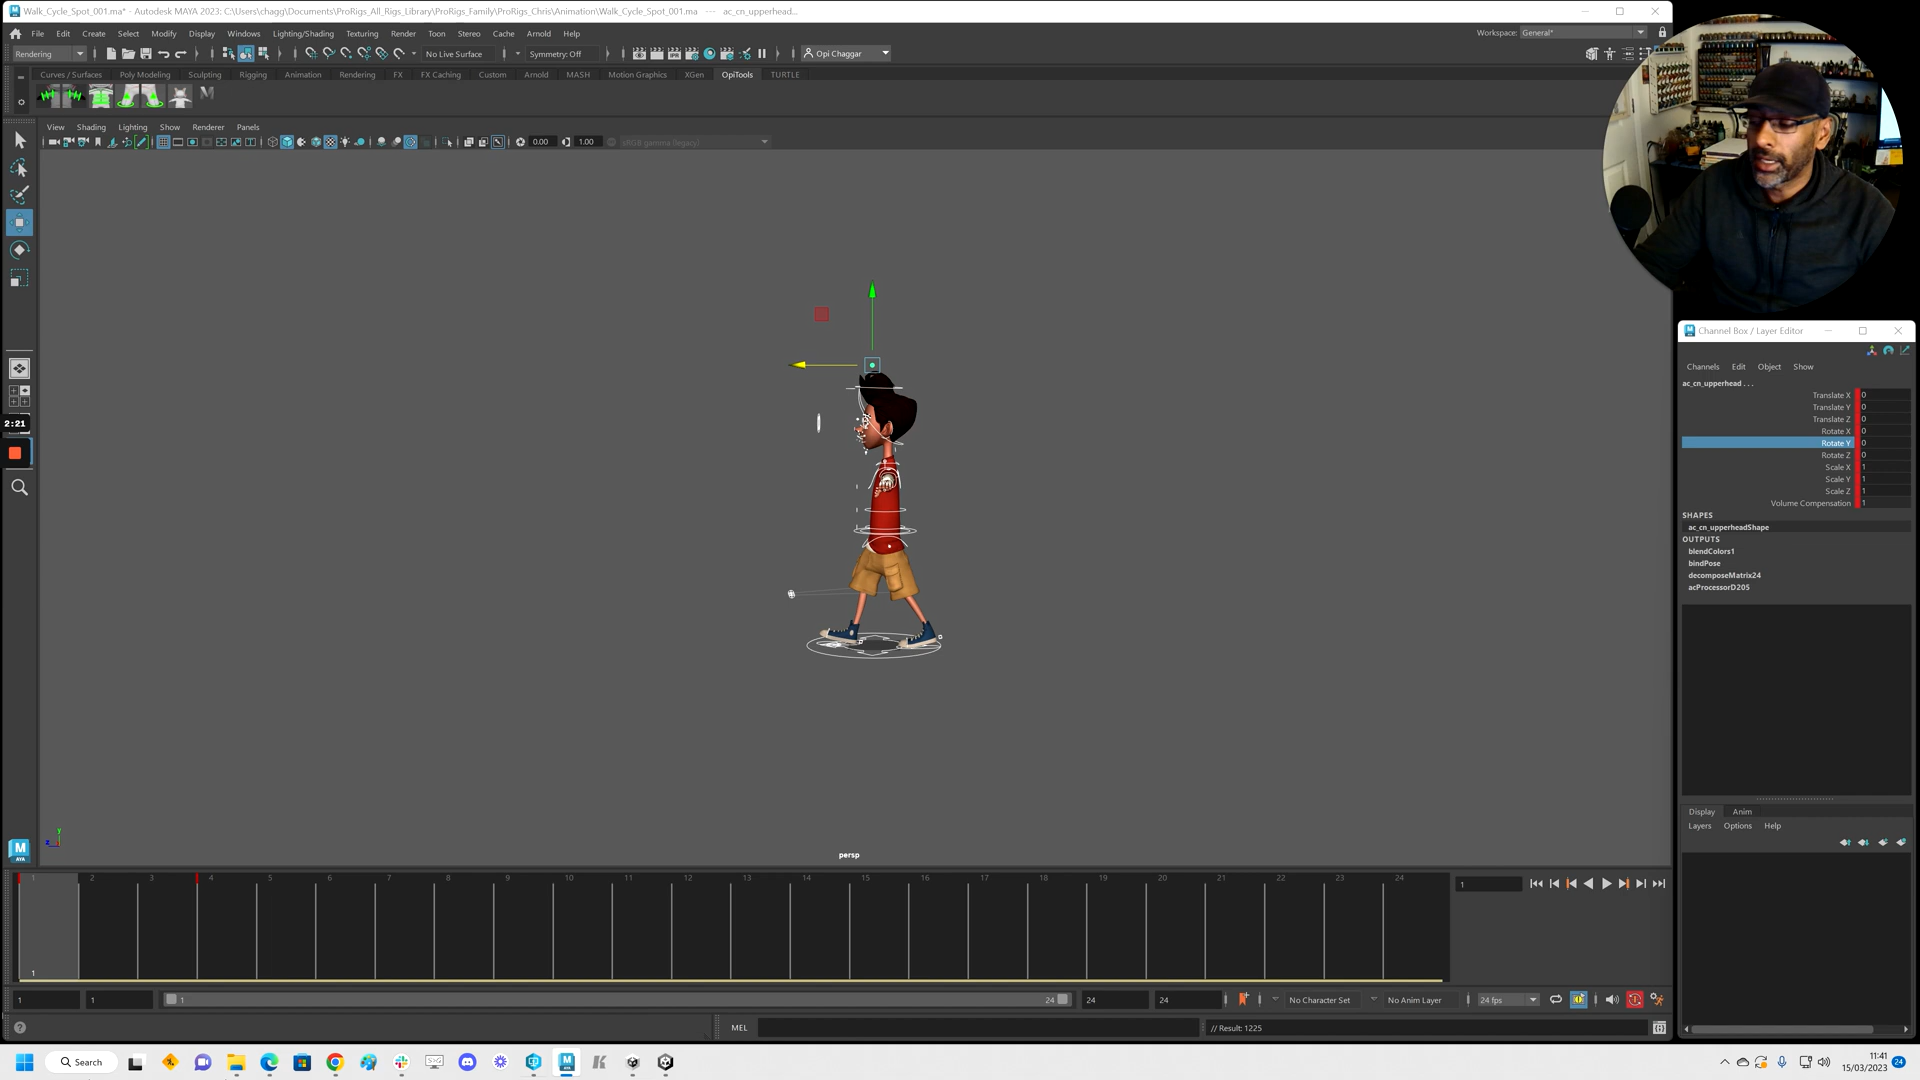 Walk_Cycle_Spot_001.ma* - Autodesk MAYA 2023: C:\Users\chagg\Documents\ProRigs_All_Rigs_Library\ProRigs_Family\ProRigs_Chris\Animation\Walk_Cycle_Spot_001.ma --- ac_cn_upperhead...
File Edit Create Select Modify Display Windows Lighting/Shading Texturing Render Toon Stereo Cache Arnold Help
Workspace: General*
Rendering
No Live Surface
Symmetry: Off
Opi Chaggar
Curves / Surfaces Poly Modeling Sculpting Rigging Animation Rendering FX FX Caching Custom Arnold MASH Motion Graphics XGen OpiTools TURTLE
View Shading Lighting Show Renderer Panels
0.00 1.00 sRGB gamma (legacy)
2:21
persp
Channel Box / Layer Editor
Channels Edit Object Show
ac_cn_upperhead . . .
Translate X 0
Translate Y 0
Translate Z 0
Rotate X 0
Rotate Y 0
Rotate Z 0
Scale X 1
Scale Y 1
Scale Z 1
Volume Compensation 1
SHAPES
ac_cn_upperheadShape
OUTPUTS
blendColors1
bindPose
decomposeMatrix24
acProcessorD205
Display Anim
Layers Options Help
y
z
M
AYA
1 2 3 4 5 6 7 8 9 10 11 12 13 14 15 16 17 18 19 20 21 22 23 24
1
1
1 1 1 24 24 24 No Character Set No Anim Layer 24 fps
MEL // Result: 1225
Search
11:41
15/03/2023
24